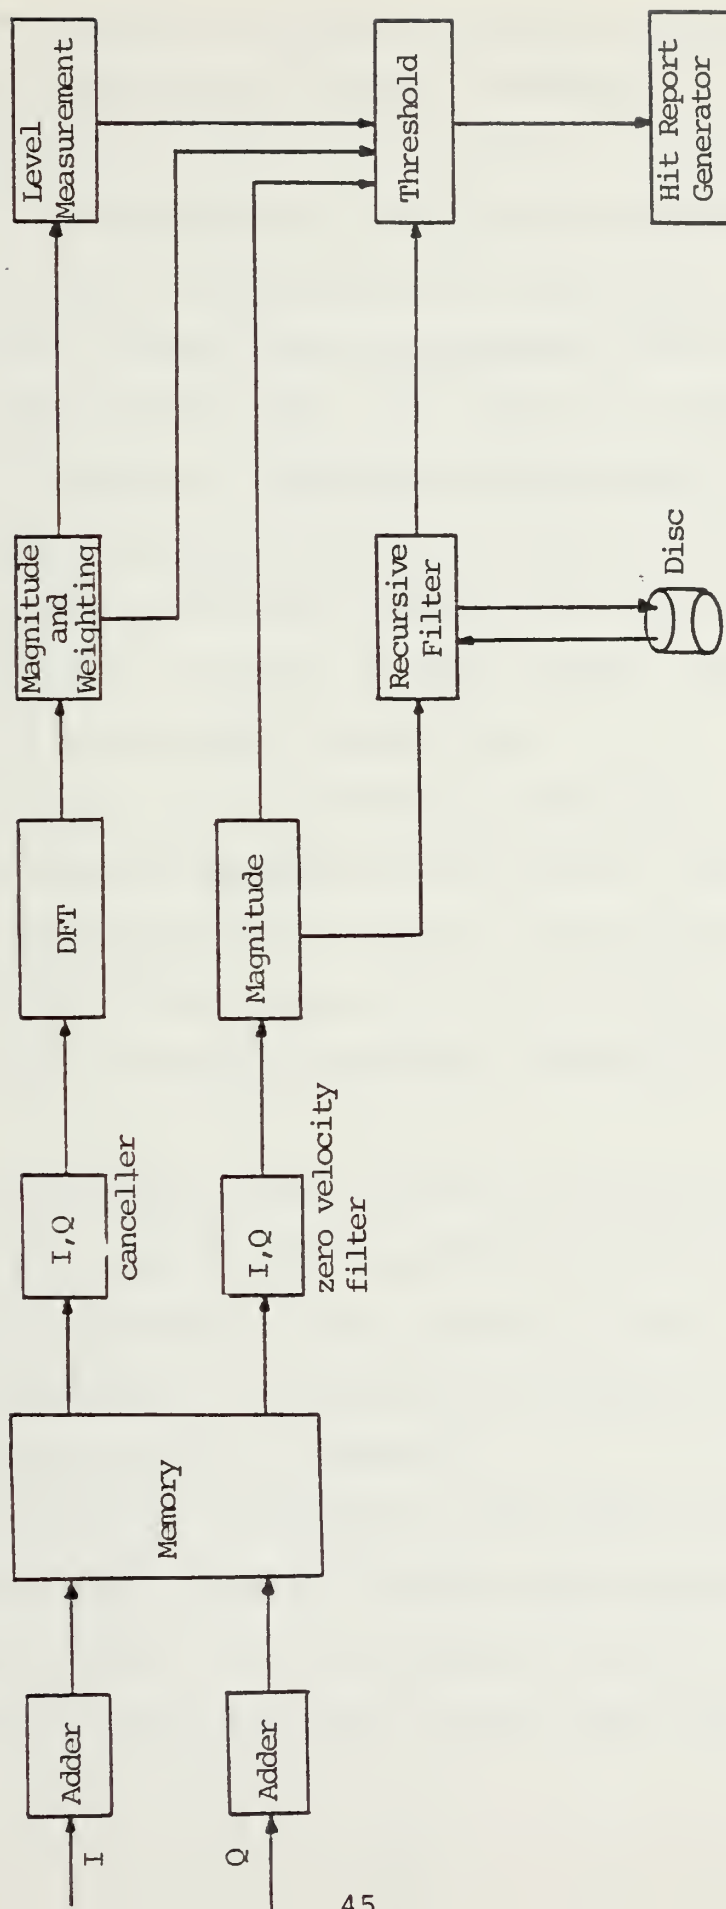 I
Q
Adder
Adder
Memory
I,Q
canceller
I,Q
zero velocity
filter
DFT
Magnitude
Magnitude
and
Weighting
Recursive
Filter
Disc
Level
Measurement
Threshold
Hit Report
Generator
45